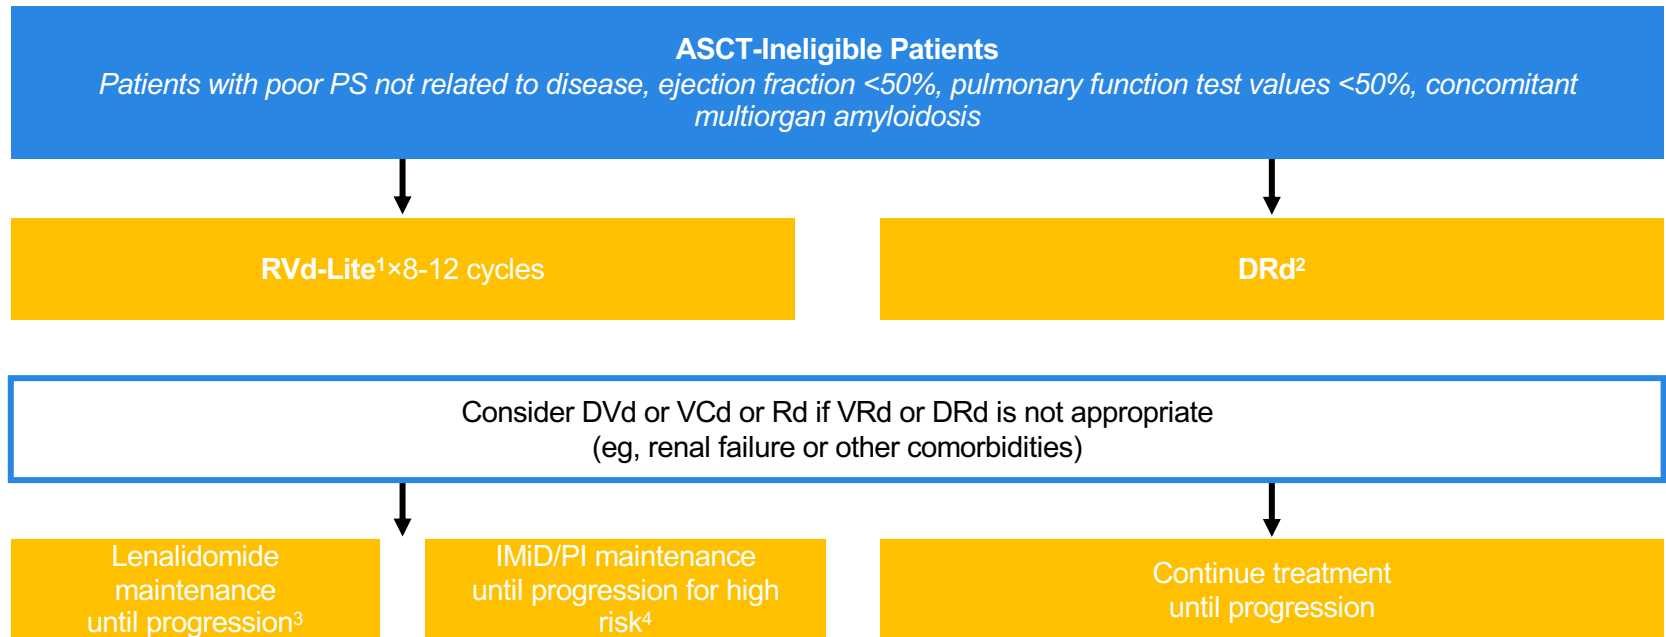 ASCT-Ineligible Patients
Patients with poor PS not related to disease, ejection fraction <50%, pulmonary function test values <50%, concomitant
multiorgan amyloidosis
RVd-Lite¹×8-12 cycles
DRd²
Consider DVd or VCd or Rd if VRd or DRd is not appropriate
(eg, renal failure or other comorbidities)
Lenalidomide
maintenance
until progression³
IMiD/PI maintenance
until progression for high
risk⁴
Continue treatment
until progression